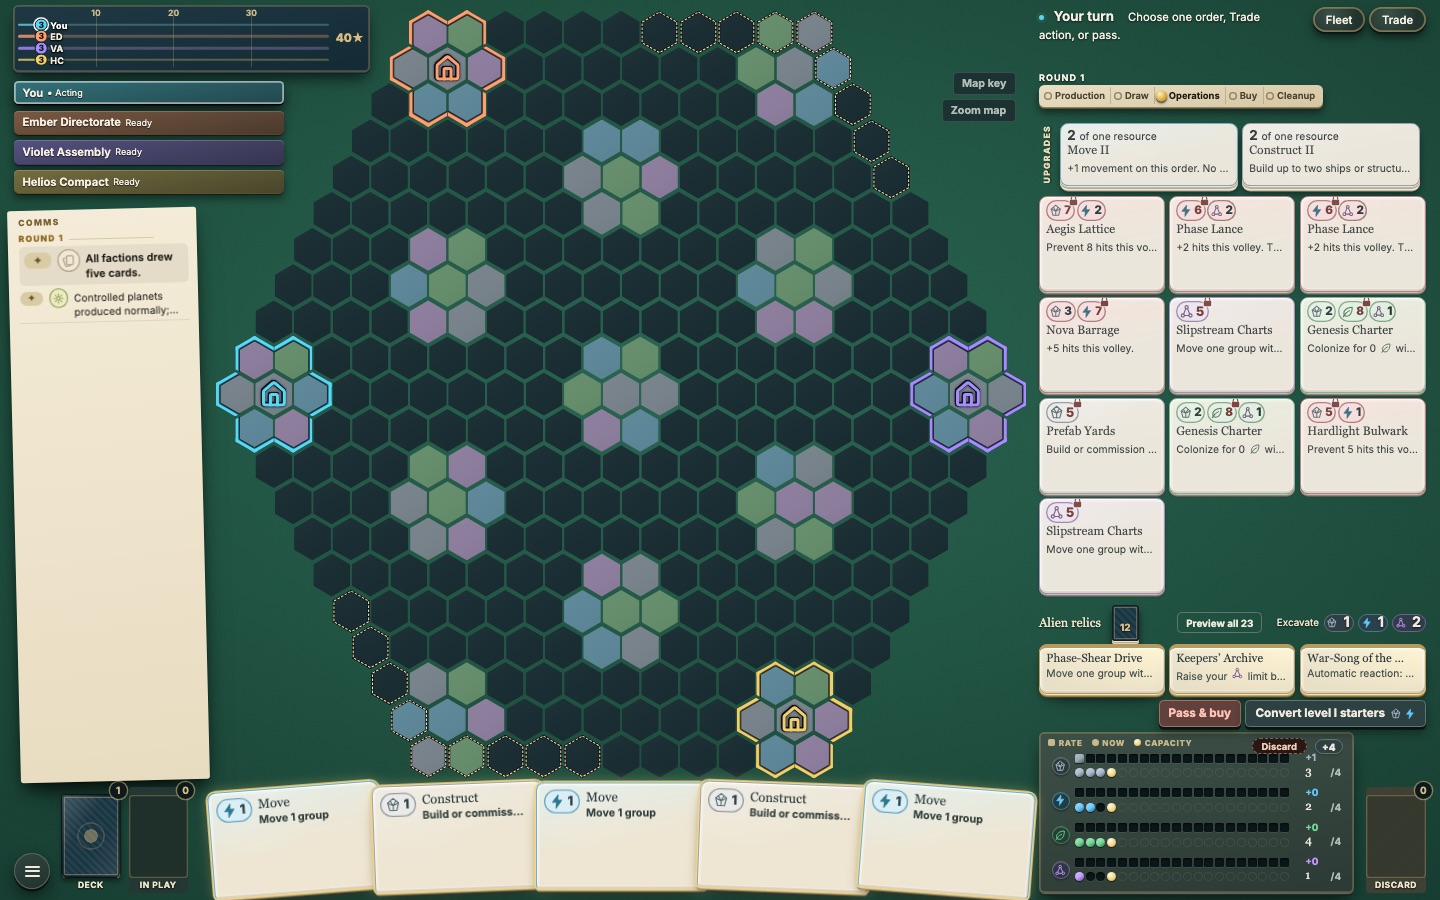 10 20 30
3 You
3 ED
3 VA
3 HC
40★
You • Acting
Ember Directorate Ready
Violet Assembly Ready
Helios Compact Ready
COMMS
ROUND 1
All factions drew
five cards.
Controlled planets
produced normally;...
Map key
Zoom map
Your turn Choose one order, Trade
action, or pass.
Fleet Trade
ROUND 1
Production Draw Operations Buy Cleanup
UPGRADES
2 of one resource
Move II
+1 movement on this order. No ...
2 of one resource
Construct II
Build up to two ships or structu...
7 2
Aegis Lattice
Prevent 8 hits this vo...
6 2
Phase Lance
+2 hits this volley. T...
6 2
Phase Lance
+2 hits this volley. T...
3 7
Nova Barrage
+5 hits this volley.
5
Slipstream Charts
Move one group wit...
2 8 1
Genesis Charter
Colonize for 0 wi...
5
Prefab Yards
Build or commission ...
2 8 1
Genesis Charter
Colonize for 0 wi...
5 1
Hardlight Bulwark
Prevent 5 hits this vo...
5
Slipstream Charts
Move one group wit...
Alien relics 12 Preview all 23 Excavate 1 1 2
Phase-Shear Drive
Move one group wit...
Keepers' Archive
Raise your limit b...
War-Song of the ...
Automatic reaction: ...
Pass & buy Convert level I starters
RATE NOW CAPACITY Discard +4
+1
3 /4
+0
2 /4
+0
4 /4
+0
1 /4
1
DECK
0
IN PLAY
1 Move
Move 1 group
1 Construct
Build or commiss...
1 Move
Move 1 group
1 Construct
Build or commiss...
1 Move
Move 1 group
0
DISCARD